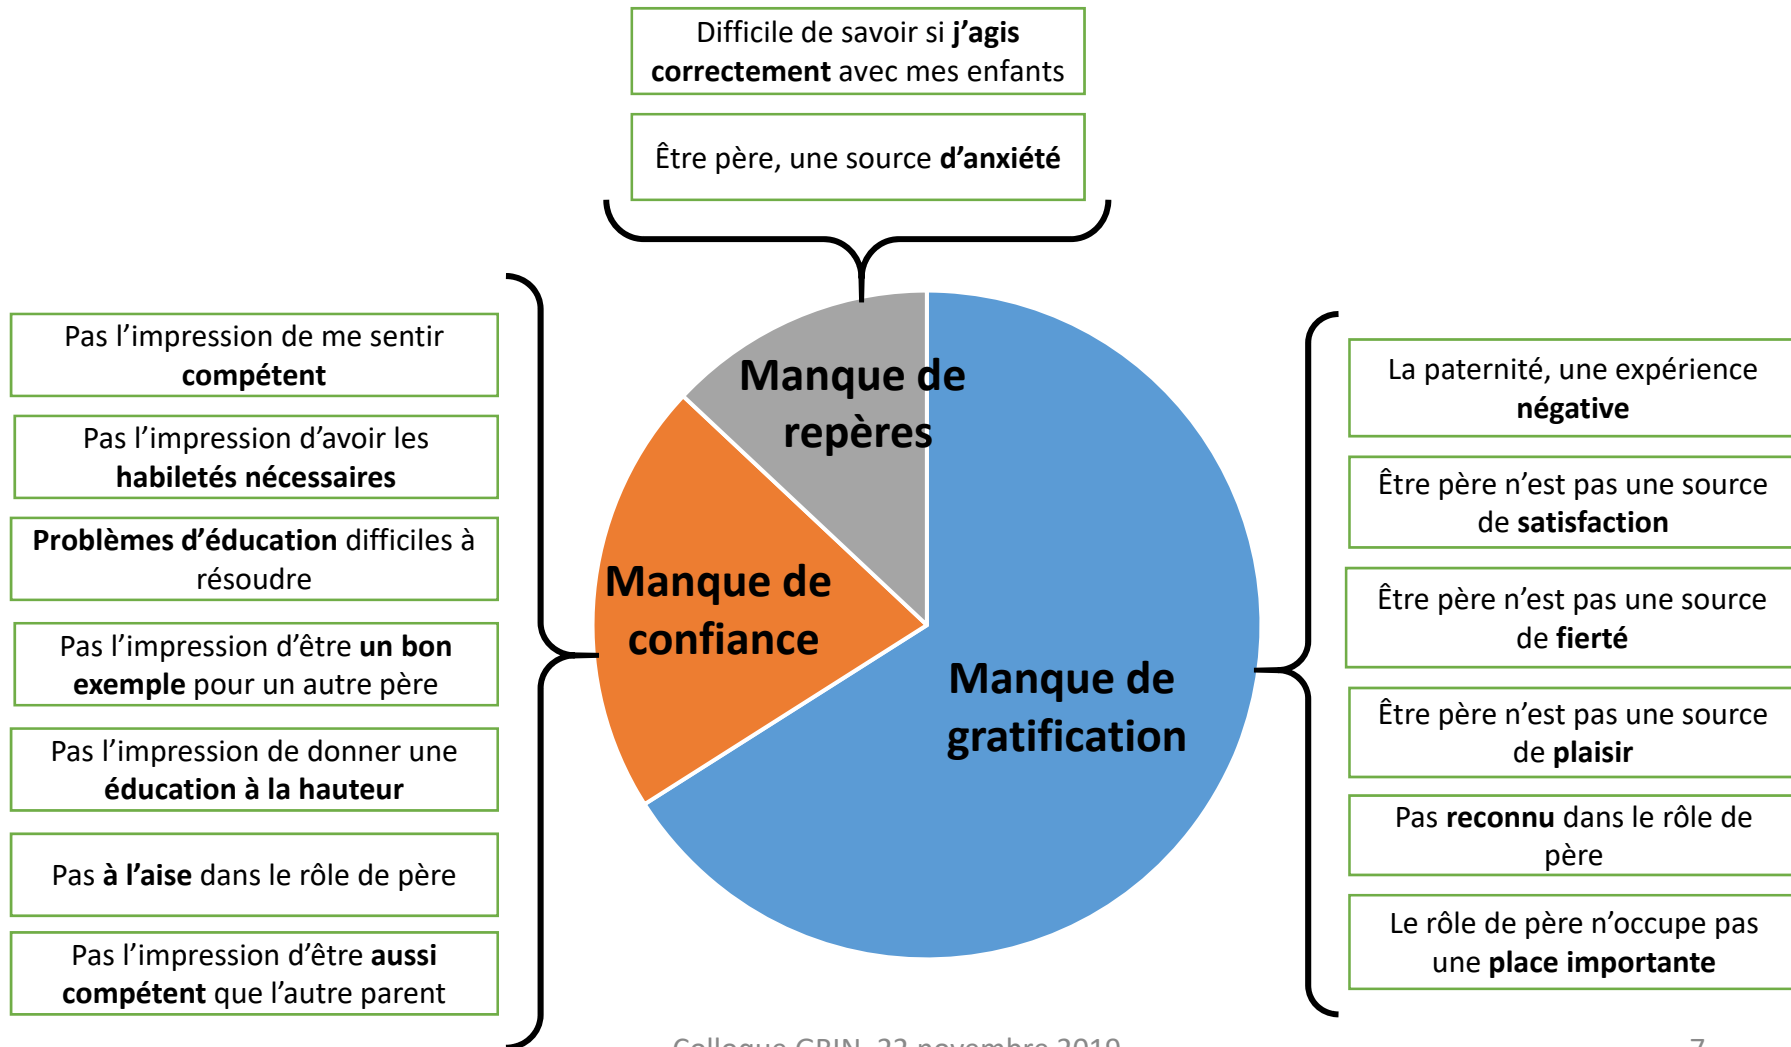 Difficile de savoir si j’agis
correctement avec mes enfants
Être père, une source d’anxiété
Pas l’impression de me sentir
compétent
Pas l’impression d’avoir les
habiletés nécessaires
Problèmes d’éducation difficiles à
résoudre
Pas l’impression d’être un bon
exemple pour un autre père
Pas l’impression de donner une
éducation à la hauteur
Pas à l’aise dans le rôle de père
Pas l’impression d’être aussi
compétent que l’autre parent
Manque de
repères
Manque de
confiance
Manque de
gratification
La paternité, une expérience
négative
Être père n’est pas une source
de satisfaction
Être père n’est pas une source
de fierté
Être père n’est pas une source
de plaisir
Pas reconnu dans le rôle de
père
Le rôle de père n’occupe pas
une place importante
Colloque GRIN, 22 novembre 2019
7